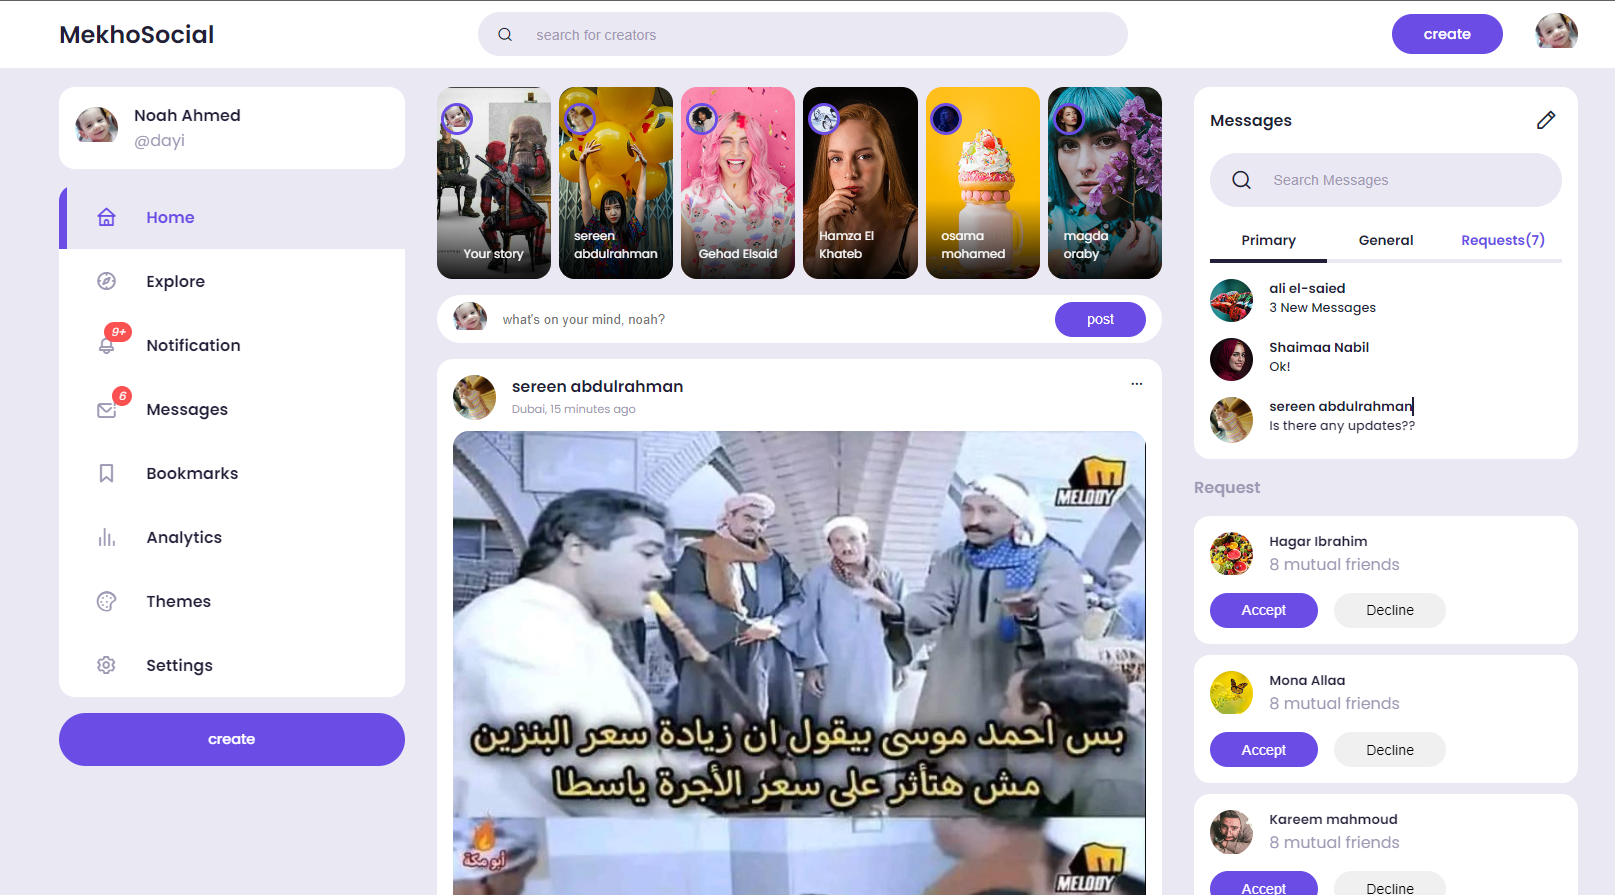 MekhoSocial
search for creators
create
Noah Ahmed
@dayi
Home
Explore
9+
Notification
6
Messages
Bookmarks
Analytics
Themes
Settings
create
Your story
sereen
abdulrahman
Gehad Elsaid
Hamza El
Khateb
osama
mohamed
magda
oraby
what's on your mind, noah?
post
sereen abdulrahman
...
Dubai, 15 minutes ago
MELODY
بس احمد موسى بيقول ان زيادة سعر البنزين
مش هتأثر على سعر الأجرة ياسطا
أبو مكة
MELODY
Messages
Search Messages
Primary
General
Requests(7)
ali el-saied
3 New Messages
Shaimaa Nabil
Ok!
sereen abdulrahman
Is there any updates??
Request
Hagar Ibrahim
8 mutual friends
Accept
Decline
Mona Allaa
8 mutual friends
Accept
Decline
Kareem mahmoud
8 mutual friends
Accept
Decline